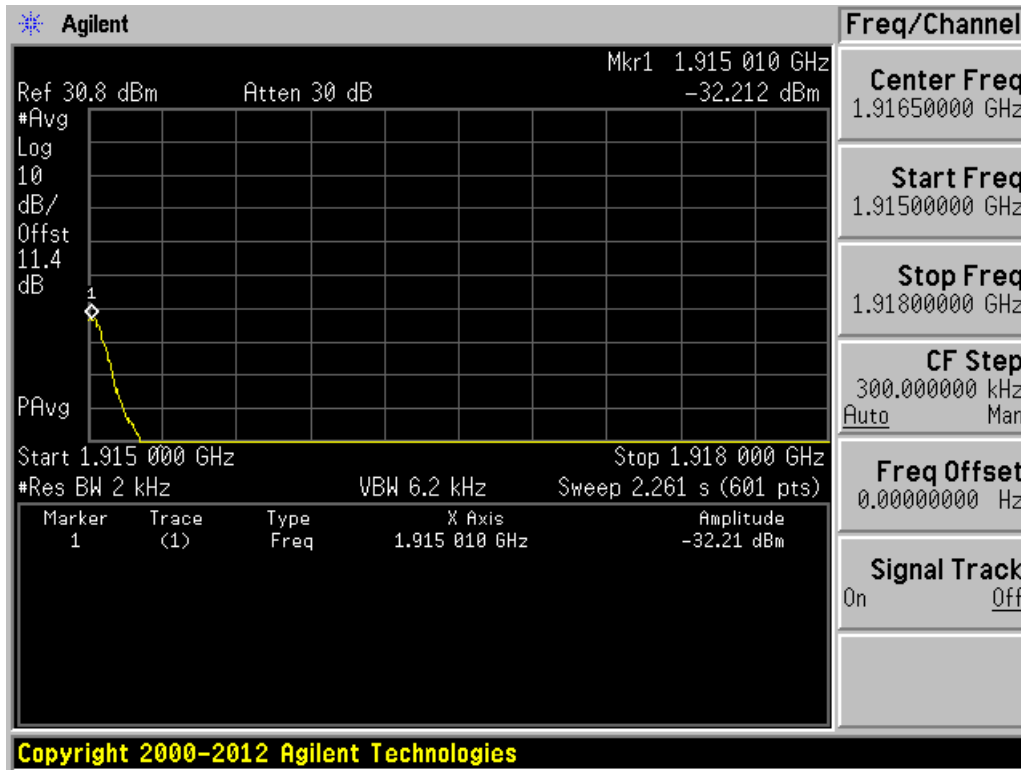 Agilent
Freq/Channel
Mkr1 1.915 010 GHz
Ref 30.8 dBm Atten 30 dB -32.212 dBm
#Avg
Log
10
dB/
Offst
11.4
dB
1
PAvg
Start 1.915 000 GHz Stop 1.918 000 GHz
#Res BW 2 kHz VBW 6.2 kHz Sweep 2.261 s (601 pts)
Marker Trace Type X Axis Amplitude
1 (1) Freq 1.915 010 GHz -32.21 dBm
Center Freq
1.91650000 GHz
Start Freq
1.91500000 GHz
Stop Freq
1.91800000 GHz
CF Step
300.000000 kHz
Auto Man
Freq Offset
0.00000000 Hz
Signal Track
On Off
Copyright 2000-2012 Agilent Technologies